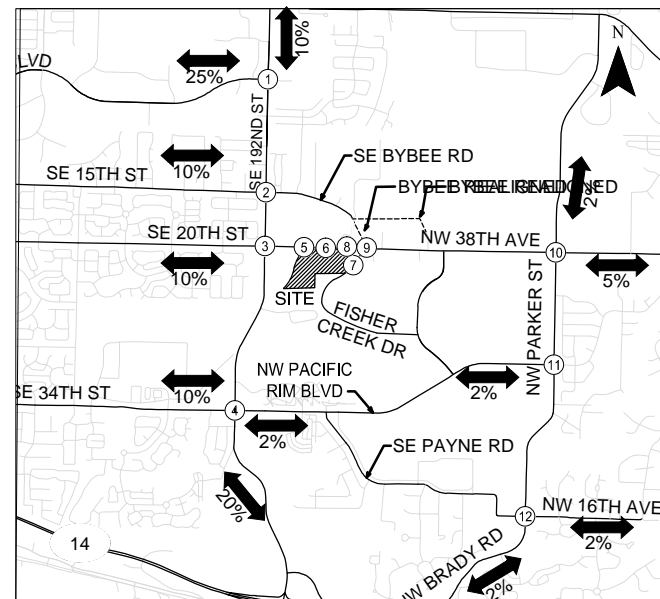 10%
N
LVD
25%
1
SE 192ND ST
SE BYBEE RD
10%
2%
SE 15TH ST
2
SE 20TH ST
3
5
6
8
9
NW 38TH AVE
10
7
10%
5%
SITE
FISHER
CREEK DR
NW PARKER ST
NW PACIFIC
RIM BLVD
11
10%
2%
SE 34TH ST
4
2%
SE PAYNE RD
20%
NW 16TH AVE
12
14
2%
NW BRADY RD
2%